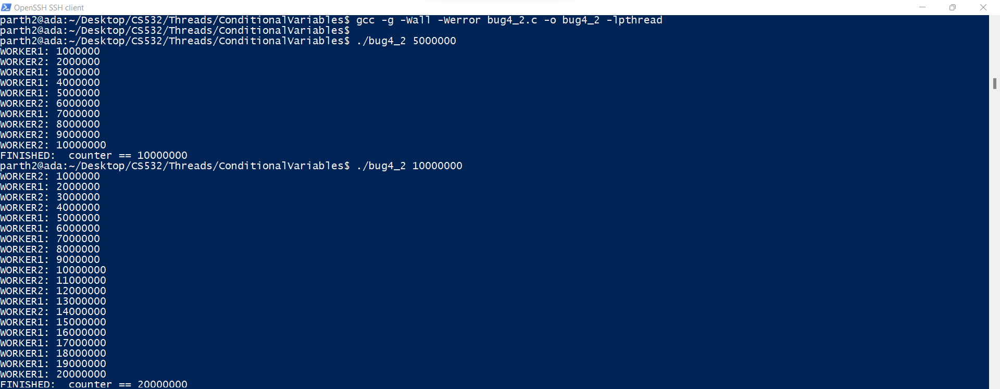 OpenSSH SSH client
parth2@ada:~/Desktop/CS532/Threads/ConditionalVariables$ gcc -g -Wall -Werror bug4_2.c -o bug4_2 -lpthread
parth2@ada:~/Desktop/CS532/Threads/ConditionalVariables$
parth2@ada:~/Desktop/CS532/Threads/ConditionalVariables$ ./bug4_2 5000000
WORKER1: 1000000
WORKER2: 2000000
WORKER1: 3000000
WORKER1: 4000000
WORKER1: 5000000
WORKER2: 6000000
WORKER1: 7000000
WORKER2: 8000000
WORKER2: 9000000
WORKER2: 10000000
FINISHED:  counter == 10000000
parth2@ada:~/Desktop/CS532/Threads/ConditionalVariables$ ./bug4_2 10000000
WORKER2: 1000000
WORKER1: 2000000
WORKER2: 3000000
WORKER2: 4000000
WORKER1: 5000000
WORKER1: 6000000
WORKER1: 7000000
WORKER2: 8000000
WORKER1: 9000000
WORKER2: 10000000
WORKER2: 11000000
WORKER2: 12000000
WORKER1: 13000000
WORKER2: 14000000
WORKER1: 15000000
WORKER1: 16000000
WORKER1: 17000000
WORKER1: 18000000
WORKER1: 19000000
WORKER1: 20000000
FINISHED:  counter == 20000000